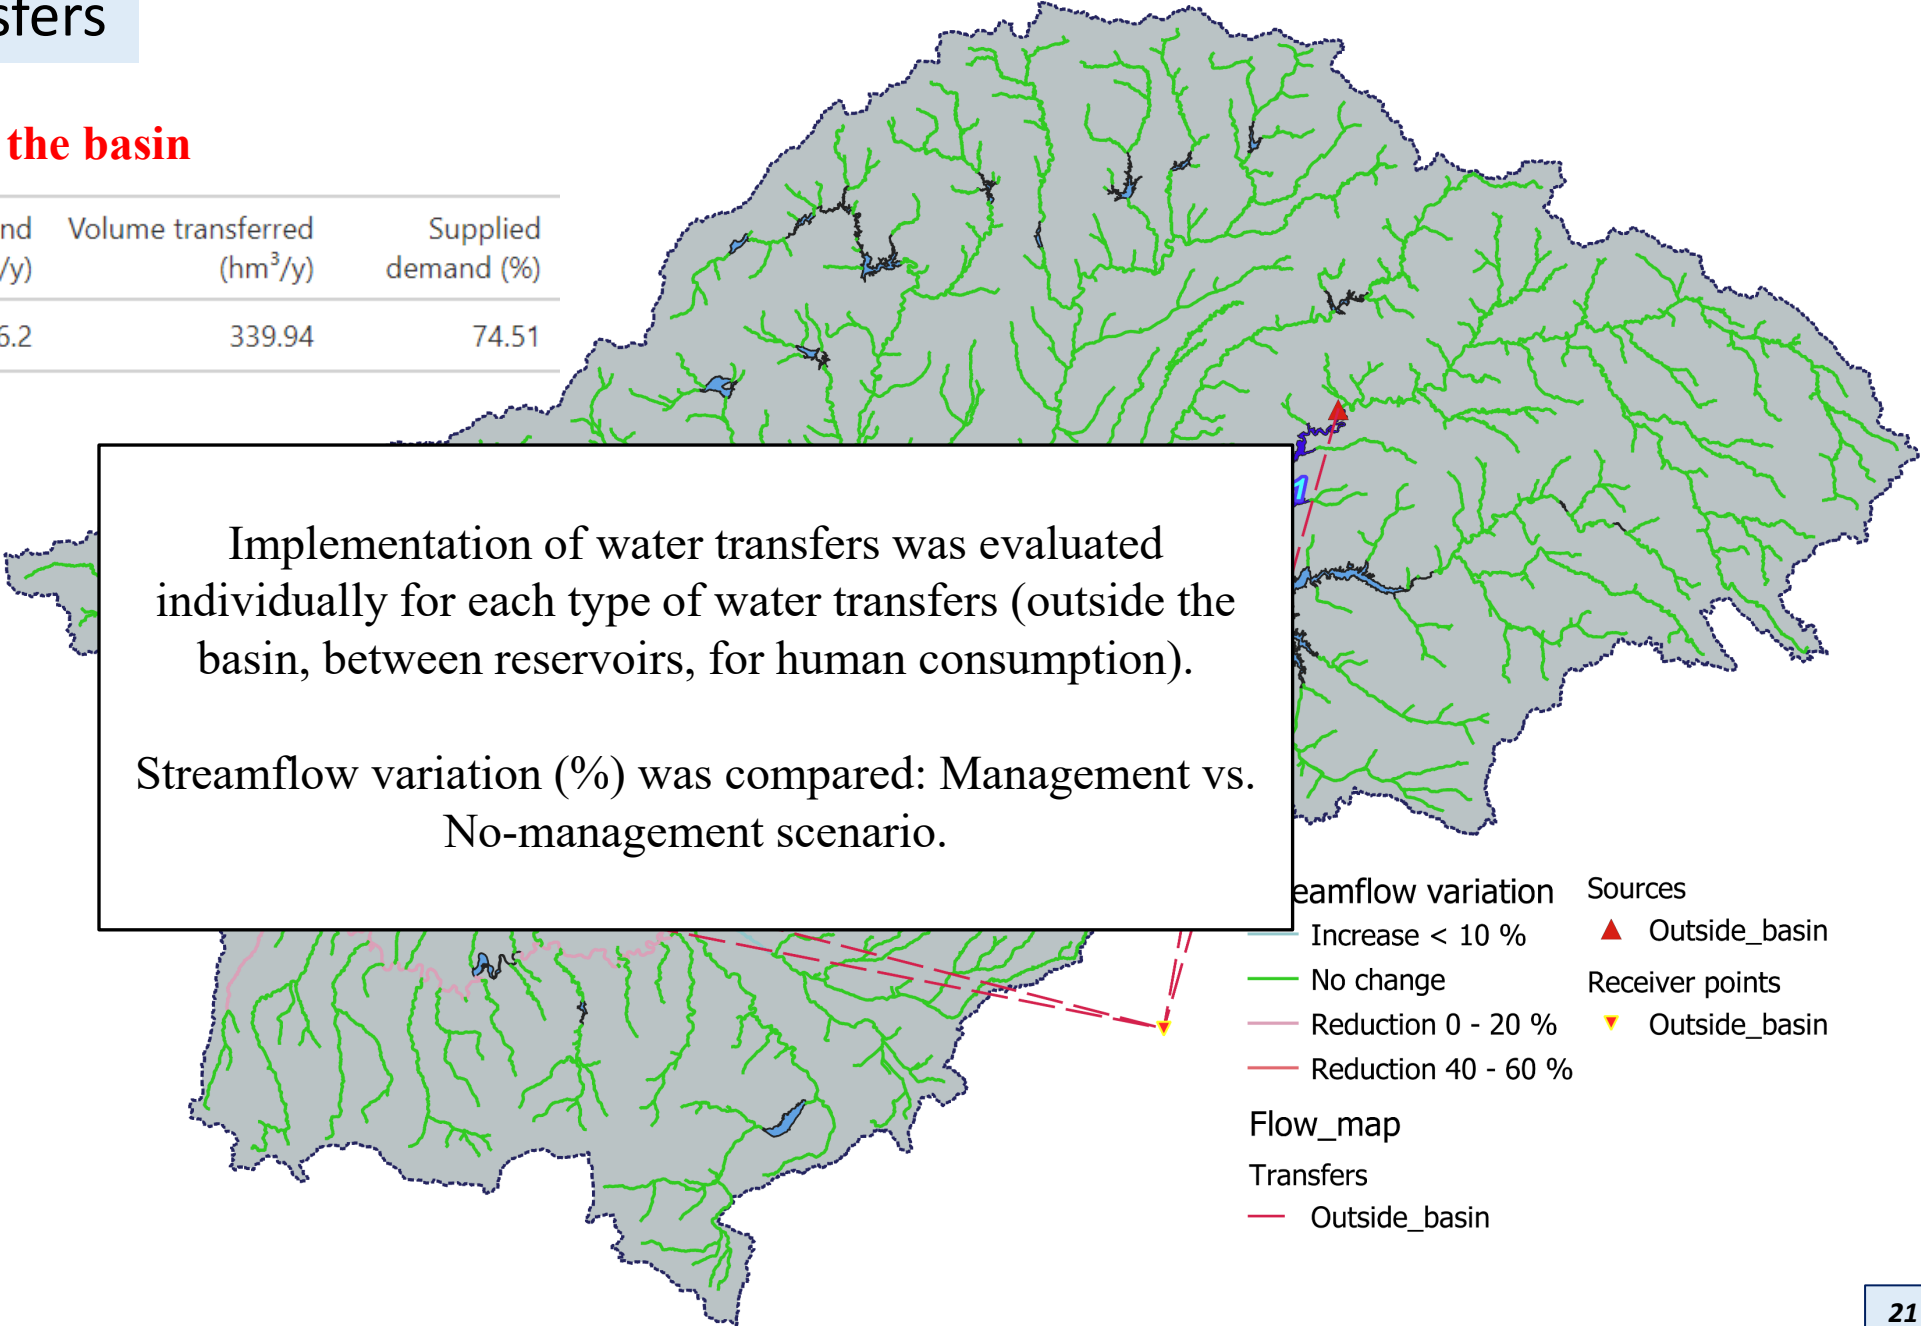 sfers
the basin
nd Volume transferred Supplied
/y) (hm³/y) demand (%)
6.2 339.94 74.51
1
Implementation of water transfers was evaluated
individually for each type of water transfers (outside the
basin, between reservoirs, for human consumption).
Streamflow variation (%) was compared: Management vs.
No-management scenario.
eamflow variation
Increase < 10 %
No change
Reduction 0 - 20 %
Reduction 40 - 60 %
Sources
Outside_basin
Receiver points
Outside_basin
Flow_map
Transfers
Outside_basin
21